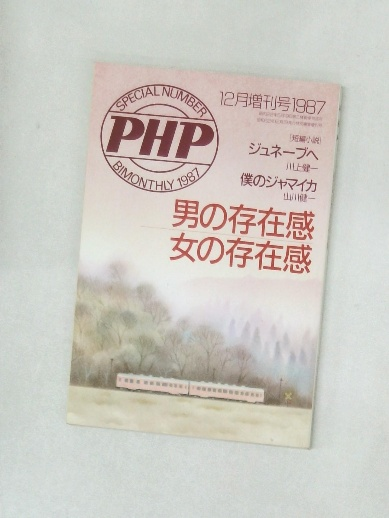 SPECIAL NUMBER
PHP
BIMONTHLY 1987
12月増刊号1987
[短編小説]
ジュネーブへ
川上健一
僕のジャマイカ
山川健一
男の存在感
女の存在感